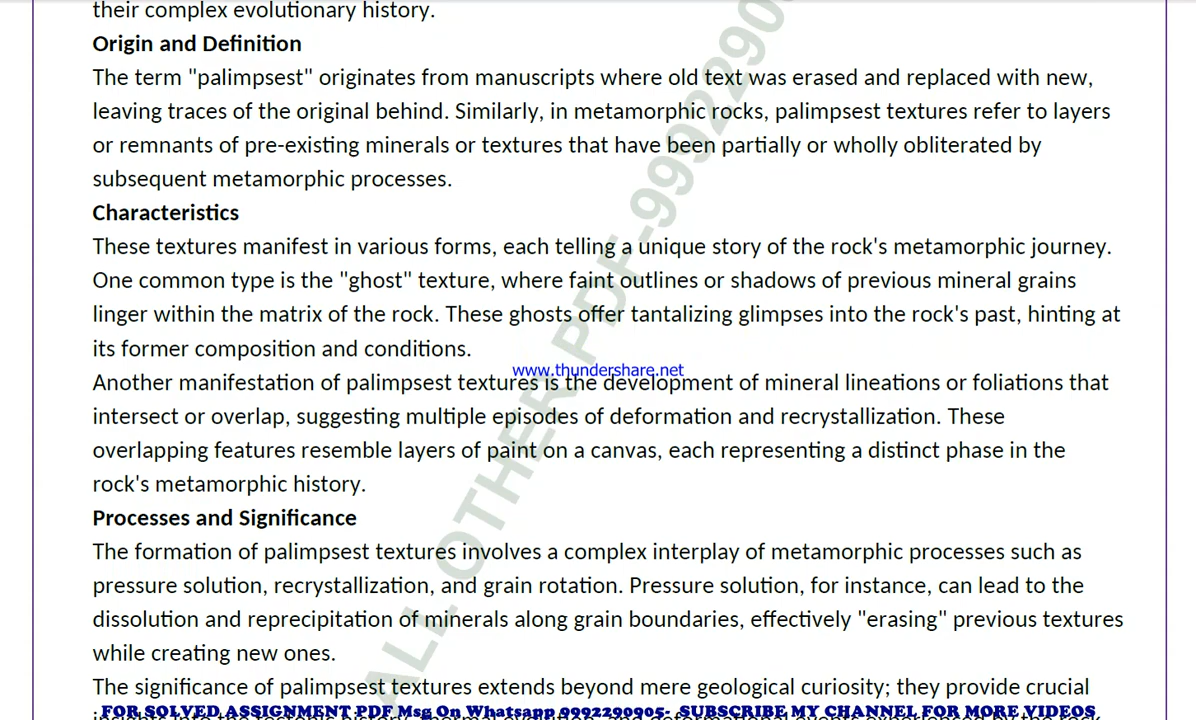 their complex evolutionary history.
Origin and Definition
The term "palimpsest" originates from manuscripts where old text was erased and replaced with new,
leaving traces of the original behind. Similarly, in metamorphic rocks, palimpsest textures refer to layers
or remnants of pre-existing minerals or textures that have been partially or wholly obliterated by
subsequent metamorphic processes.
Characteristics
These textures manifest in various forms, each telling a unique story of the rock's metamorphic journey.
One common type is the "ghost" texture, where faint outlines or shadows of previous mineral grains
linger within the matrix of the rock. These ghosts offer tantalizing glimpses into the rock's past, hinting at
its former composition and conditions.
www.thundershare.net
Another manifestation of palimpsest textures is the development of mineral lineations or foliations that
intersect or overlap, suggesting multiple episodes of deformation and recrystallization. These
overlapping features resemble layers of paint on a canvas, each representing a distinct phase in the
rock's metamorphic history.
Processes and Significance
The formation of palimpsest textures involves a complex interplay of metamorphic processes such as
pressure solution, recrystallization, and grain rotation. Pressure solution, for instance, can lead to the
dissolution and reprecipitation of minerals along grain boundaries, effectively "erasing" previous textures
while creating new ones.
The significance of palimpsest textures extends beyond mere geological curiosity; they provide crucial
FOR SOLVED ASSIGNMENT PDF Msg On Whatsapp 9992290905- SUBSCRIBE MY CHANNEL FOR MORE VIDEOS
ALL OTHER PDF-99922905